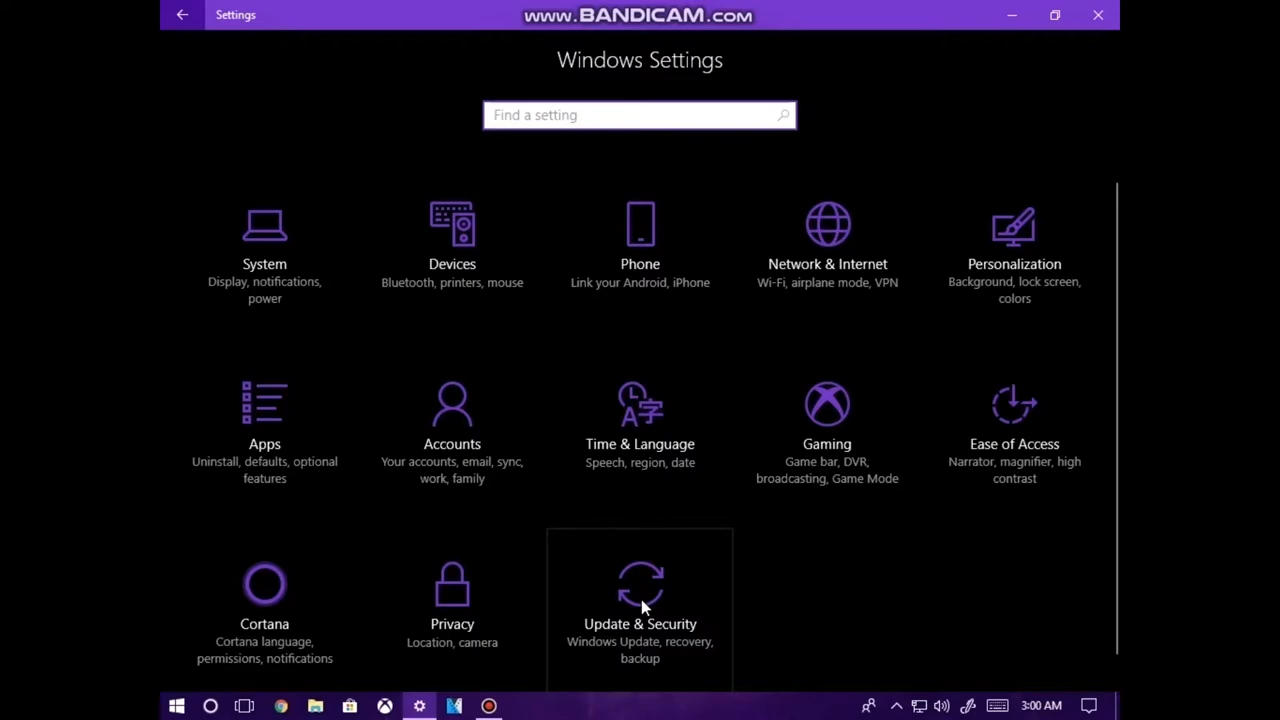 Settings
www.BANDICAM.com
Windows Settings
Find a setting
System
Display, notifications,
power
Devices
Bluetooth, printers, mouse
Phone
Link your Android, iPhone
Network & Internet
Wi-Fi, airplane mode, VPN
Personalization
Background, lock screen,
colors
Apps
Uninstall, defaults, optional
features
Accounts
Your accounts, email, sync,
work, family
Time & Language
Speech, region, date
Gaming
Game bar, DVR,
broadcasting, Game Mode
Ease of Access
Narrator, magnifier, high
contrast
Cortana
Cortana language,
permissions, notifications
Privacy
Location, camera
Update & Security
Windows Update, recovery,
backup
3:00 AM